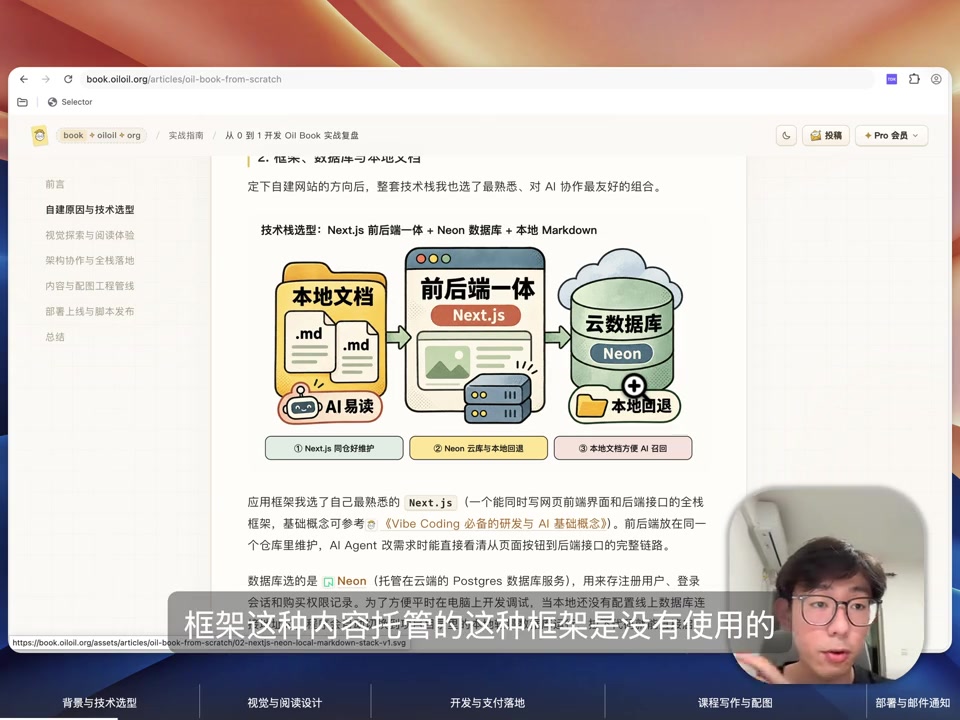 book.oiloil.org/articles/oil-book-from-scratch
Selector
book ✦ oiloil ✦ org / 实战指南 / 从 0 到 1 开发 Oil Book 实战复盘
投稿
✦ Pro 会员
前言
自建原因与技术选型
视觉探索与阅读体验
架构协作与全栈落地
内容与配图工程管线
部署上线与脚本发布
总结
2. 框架、数据库与本地文档
定下自建网站的方向后，整套技术栈我也选了最熟悉、对 AI 协作最友好的组合。
技术栈选型：Next.js 前后端一体 + Neon 数据库 + 本地 Markdown
本地文档
.md
.md
AI 易读
前后端一体
Next.js
云数据库
Neon
本地回退
① Next.js 同仓好维护
② Neon 云库与本地回退
③ 本地文档方便 AI 召回
应用框架我选了自己最熟悉的 Next.js（一个能同时写网页前端界面和后端接口的全栈
框架，基础概念可参考《Vibe Coding 必备的研发与 AI 基础概念》）。前后端放在同一
个仓库里维护，AI Agent 改需求时能直接看清从页面按钮到后端接口的完整链路。
数据库选的是 Neon（托管在云端的 Postgres 数据库服务），用来存注册用户、登录
会话和购买权限记录。为了方便平时在电脑上开发调试，当本地还没有配置线上数据库连
框架这种内容托管的这种框架是没有使用的
https://book.oiloil.org/assets/articles/oil-book-from-scratch/02-nextjs-neon-local-markdown-stack-v1.svg
背景与技术选型
视觉与阅读设计
开发与支付落地
课程写作与配图
部署与邮件通知